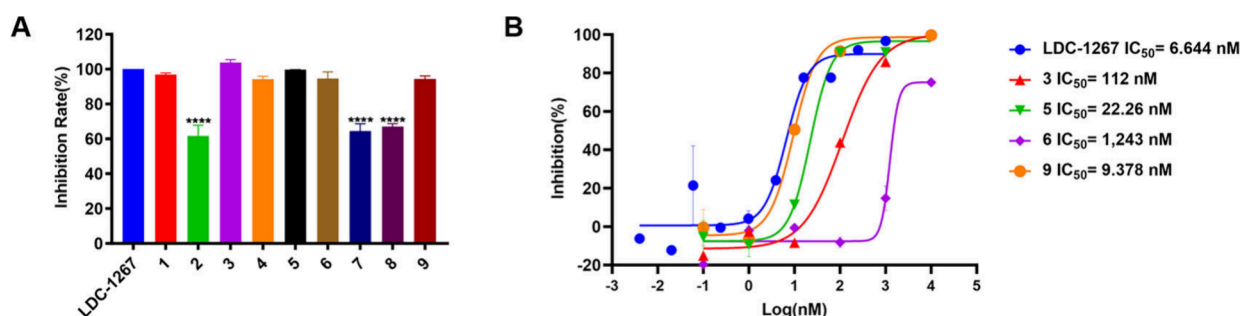 A
Inhibition Rate(%)
120
100
80
60
40
20
0
**** **** ****
LDC-1267 1 2 3 4 5 6 7 8 9
B
Inhibition(%)
100
80
60
40
20
0
-20
-3 -2 -1 0 1 2 3 4 5
Log(nM)
LDC-1267 IC50= 6.644 nM
3 IC50= 112 nM
5 IC50= 22.26 nM
6 IC50= 1,243 nM
9 IC50= 9.378 nM